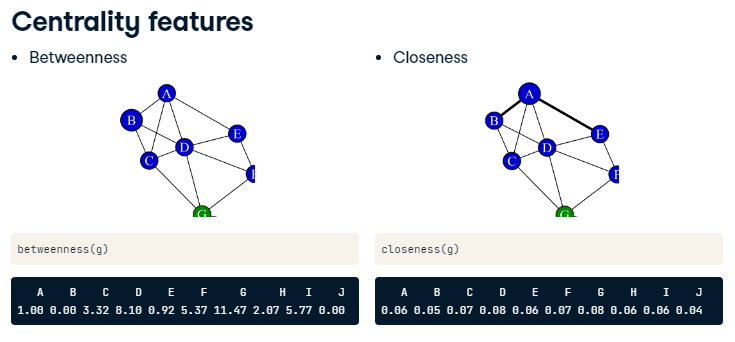 Centrality features
Betweenness
A
B
E
D
C
G
betweenness(g)
A B C D E F G H I J
1.00 0.00 3.32 8.10 0.92 5.37 11.47 2.07 5.77 0.00
Closeness
A
B
E
D
C
F
G
closeness(g)
A B C D E F G H I J
0.06 0.05 0.07 0.08 0.06 0.07 0.08 0.06 0.06 0.04